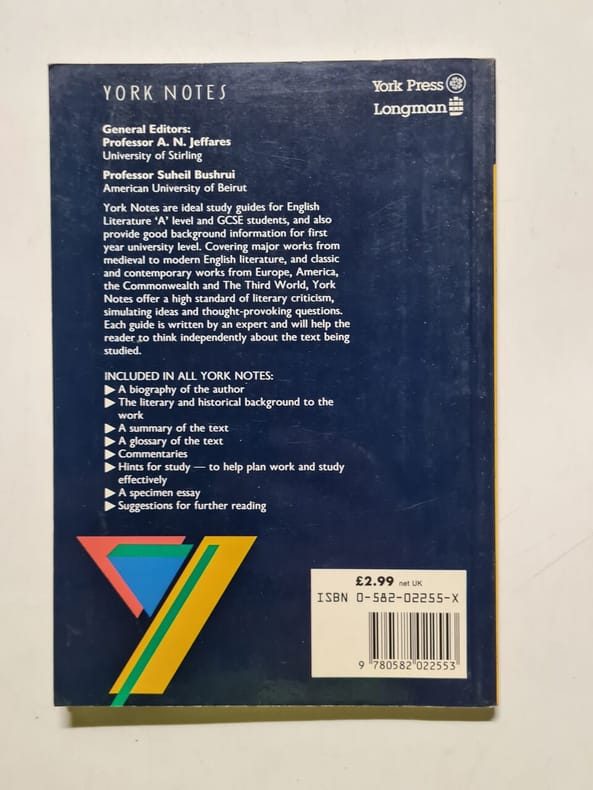 YORK NOTES
York Press
Longman
General Editors:
Professor A. N. Jeffares
University of Stirling
Professor Suheil Bushrui
American University of Beirut
York Notes are ideal study guides for English
Literature ‘A’ level and GCSE students, and also
provide good background information for first
year university level. Covering major works from
medieval to modern English literature, and classic
and contemporary works from Europe, America,
the Commonwealth and The Third World, York
Notes offer a high standard of literary criticism,
simulating ideas and thought-provoking questions.
Each guide is written by an expert and will help the
reader to think independently about the text being
studied.
INCLUDED IN ALL YORK NOTES:
▶ A biography of the author
▶ The literary and historical background to the
work
▶ A summary of the text
▶ A glossary of the text
▶ Commentaries
▶ Hints for study — to help plan work and study
effectively
▶ A specimen essay
▶ Suggestions for further reading
£2.99 net UK
ISBN 0-582-02255-X
9 780582 022553